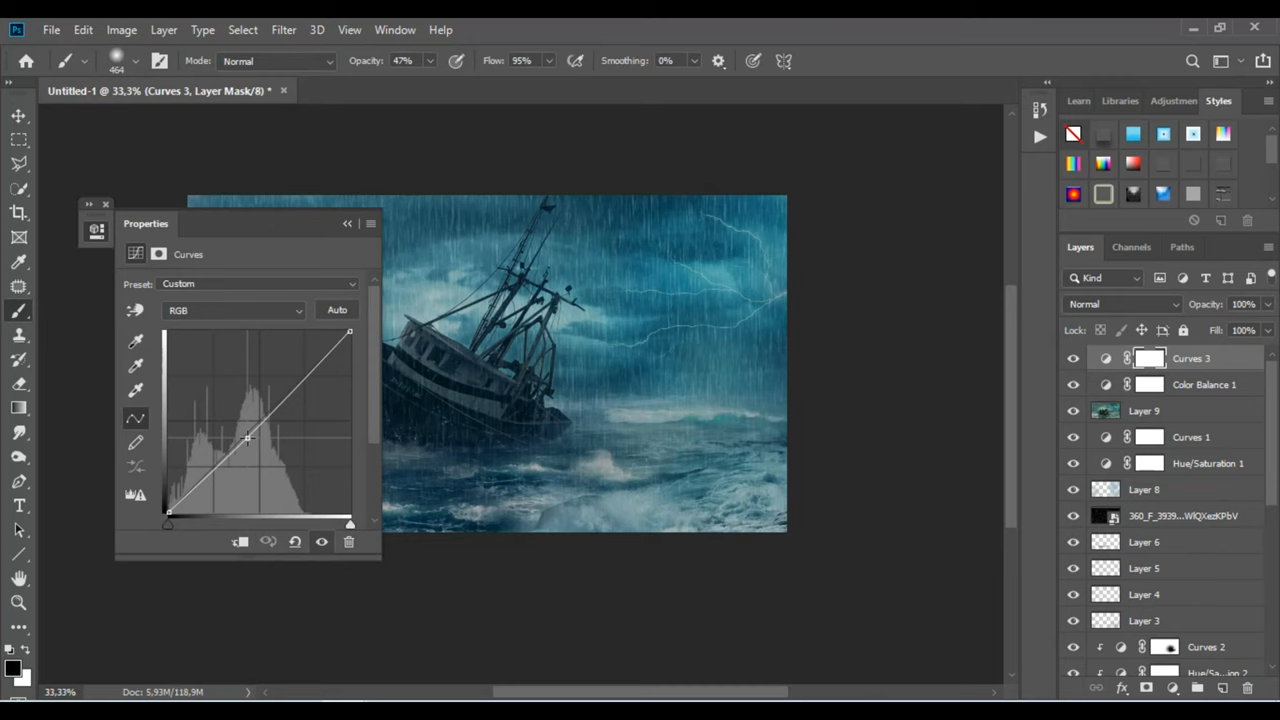 Ps File Edit Image Layer Type Select Filter 3D View Window Help
464 Mode: Normal Opacity: 47% Flow: 95% Smoothing: 0%
Untitled-1 @ 33,3% (Curves 3, Layer Mask/8) *
Learn Libraries Adjustmen Styles
Properties
Curves
Preset: Custom
RGB Auto
Layers Channels Paths
Kind
Normal Opacity: 100%
Lock: Fill: 100%
Curves 3
Color Balance 1
Layer 9
Curves 1
Hue/Saturation 1
Layer 8
360_F_3939...WlQXezKPbV
Layer 6
Layer 5
Layer 4
Layer 3
Curves 2
Hue/Sa...ion 2
33,33% Doc: 5,93M/118,9M